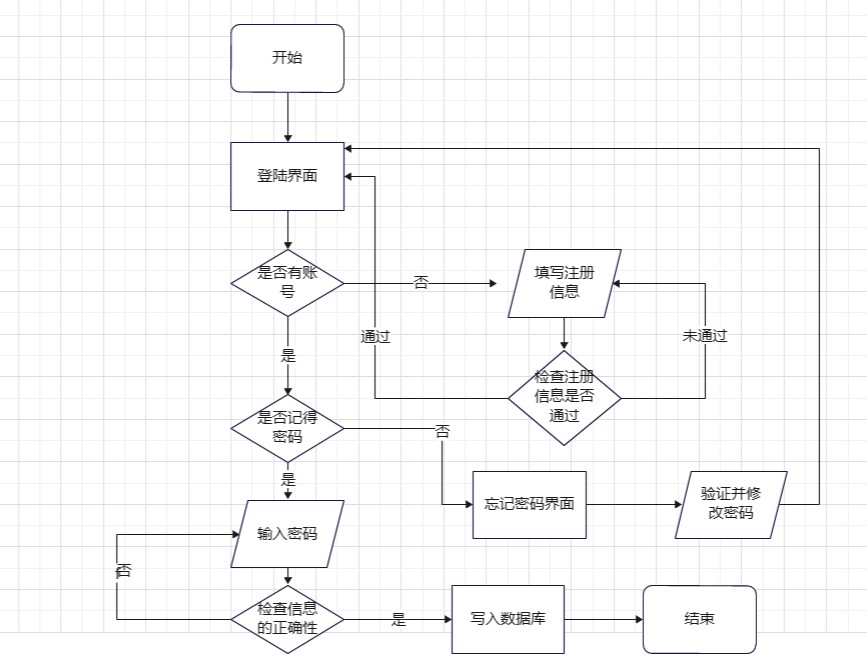 开始
登陆界面
是否有账
号
否
填写注册
信息
是
通过
未通过
检查注册
信息是否
通过
是否记得
密码
否
是
忘记密码界面
验证并修
改密码
输入密码
否
检查信息
的正确性
是
写入数据库
结束